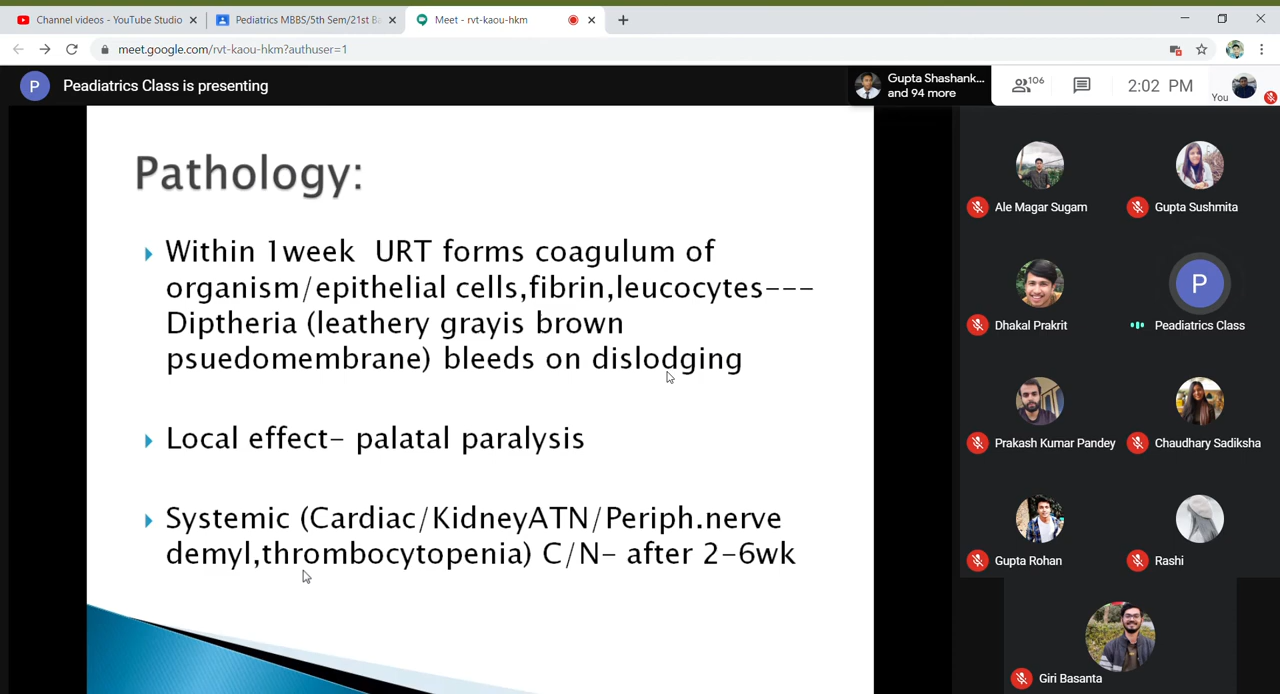 Channel videos - YouTube Studio
Pediatrics MBBS/5th Sem/21st Ba
Meet - rvt-kaou-hkm
meet.google.com/rvt-kaou-hkm?authuser=1
P
Peadiatrics Class is presenting
Gupta Shashank...
and 94 more
106
2:02 PM
You
Pathology:
Within 1week URT forms coagulum of
organism/epithelial cells,fibrin,leucocytes---
Diptheria (leathery grayis brown
psuedomembrane) bleeds on dislodging
Local effect- palatal paralysis
Systemic (Cardiac/KidneyATN/Periph.nerve
demyl,thrombocytopenia) C/N- after 2-6wk
Ale Magar Sugam
Gupta Sushmita
Dhakal Prakrit
P
Peadiatrics Class
Prakash Kumar Pandey
Chaudhary Sadiksha
Gupta Rohan
Rashi
Giri Basanta